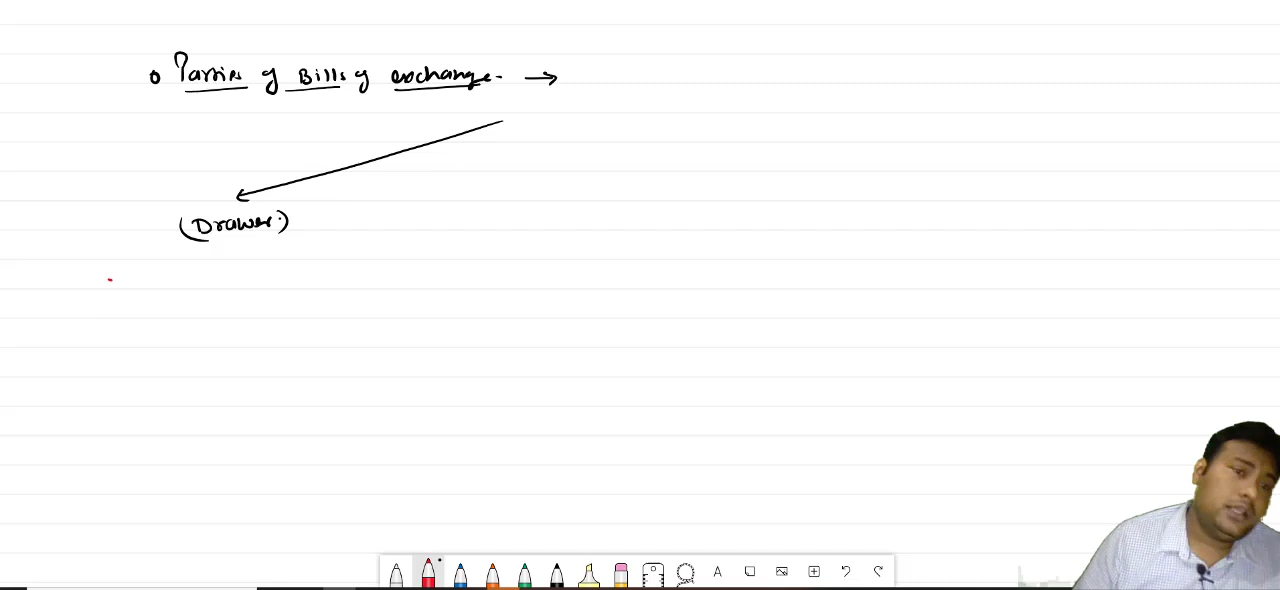 o Parties of Bills of exchange. →
(Drawer.)
A